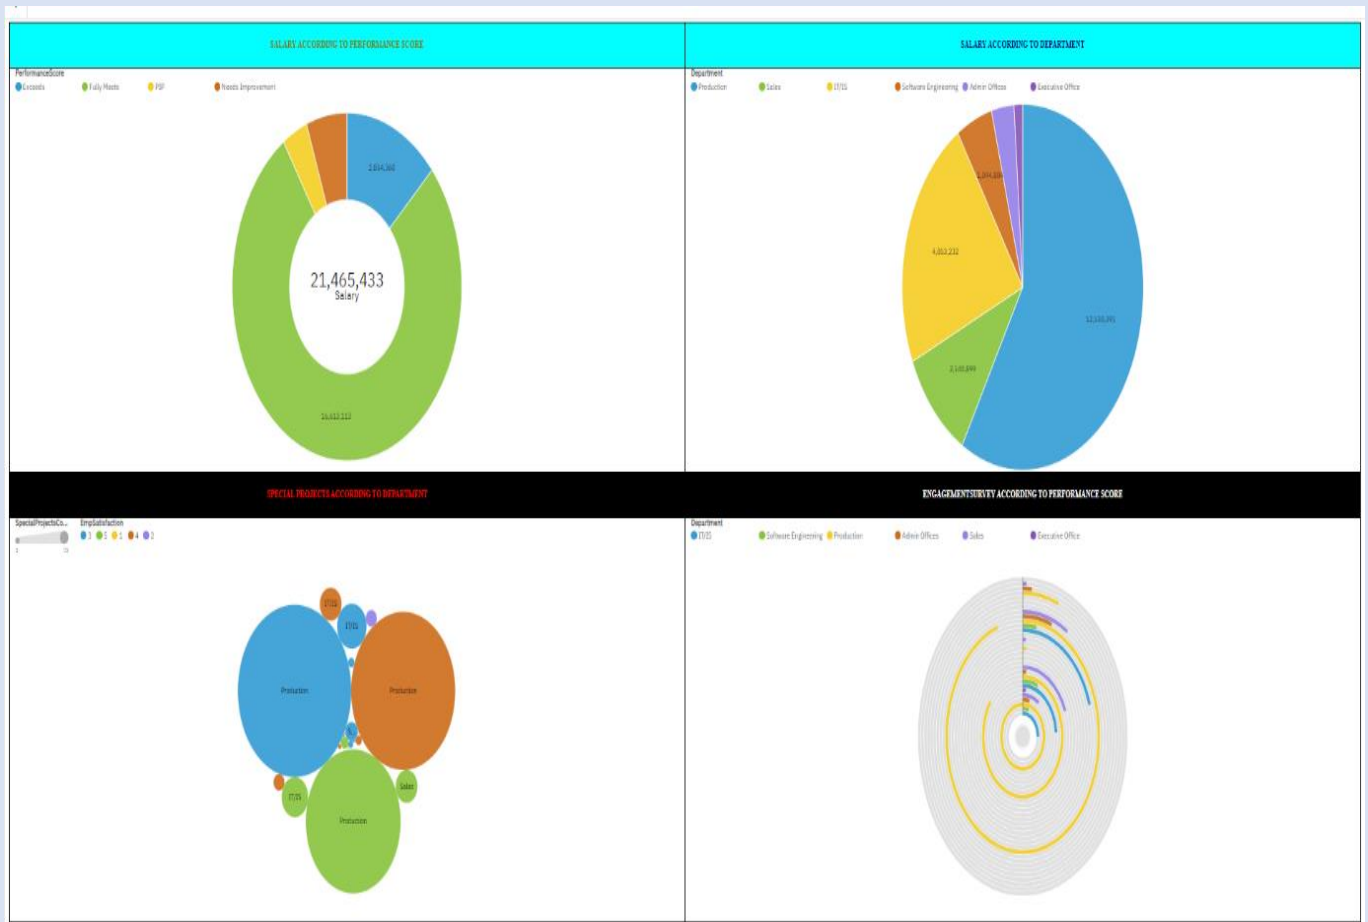 SALARY ACCORDING TO PERFORMANCE SCORE
PerformanceScore
Exceeds Fully Meets PIP Needs Improvement
21,465,433
Salary
SALARY ACCORDING TO DEPARTMENT
Department
Production Sales IT/IS Software Engineering Admin Offices Executive Office
SPECIAL PROJECTS ACCORDING TO DEPARTMENT
SpecialProjectsCo... EmpSatisfaction
3 5 1 4 2
IT/IS
IT/IS
Production
Production
IT/IS
Sales
Production
ENGAGEMENTSURVEY ACCORDING TO PERFORMANCE SCORE
Department
IT/IS Software Engineering Production Admin Offices Sales Executive Office